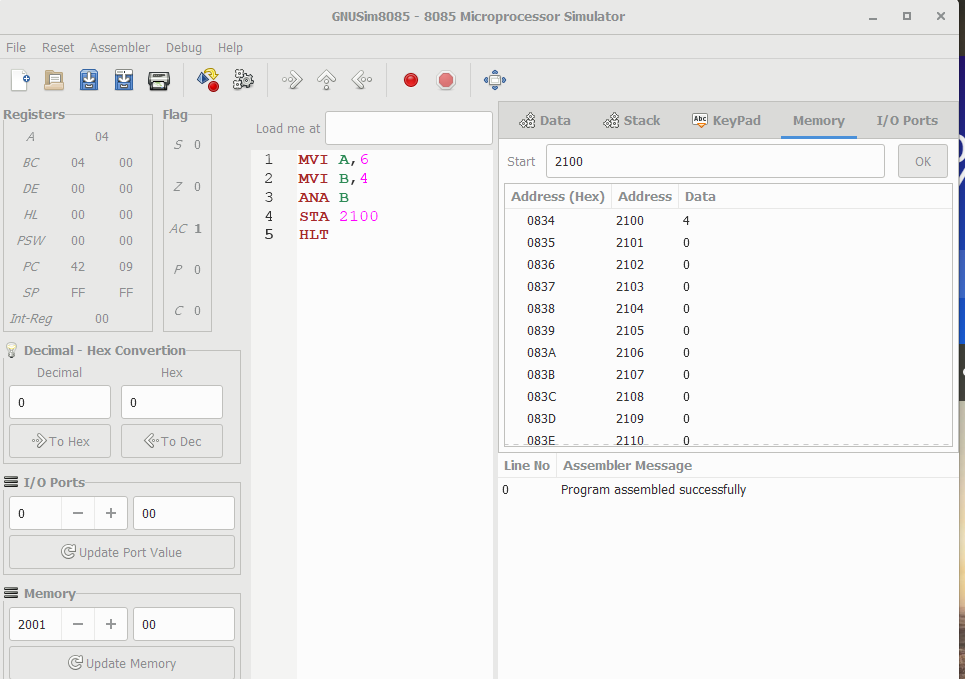 GNUSim8085 - 8085 Microprocessor Simulator
File Reset Assembler Debug Help
Registers
A 04
BC 04 00
DE 00 00
HL 00 00
PSW 00 00
PC 42 09
SP FF FF
Int-Reg 00
Flag
S 0
Z 0
AC 1
P 0
C 0
Decimal - Hex Convertion
Decimal Hex
0 0
To Hex To Dec
I/O Ports
0 − + 00
Update Port Value
Memory
2001 − + 00
Update Memory
Load me at
1 MVI A,6
2 MVI B,4
3 ANA B
4 STA 2100
5 HLT
Data Stack Abc KeyPad Memory I/O Ports
Start 2100 OK
Address (Hex) Address Data
0834 2100 4
0835 2101 0
0836 2102 0
0837 2103 0
0838 2104 0
0839 2105 0
083A 2106 0
083B 2107 0
083C 2108 0
083D 2109 0
083E 2110 0
Line No Assembler Message
0 Program assembled successfully